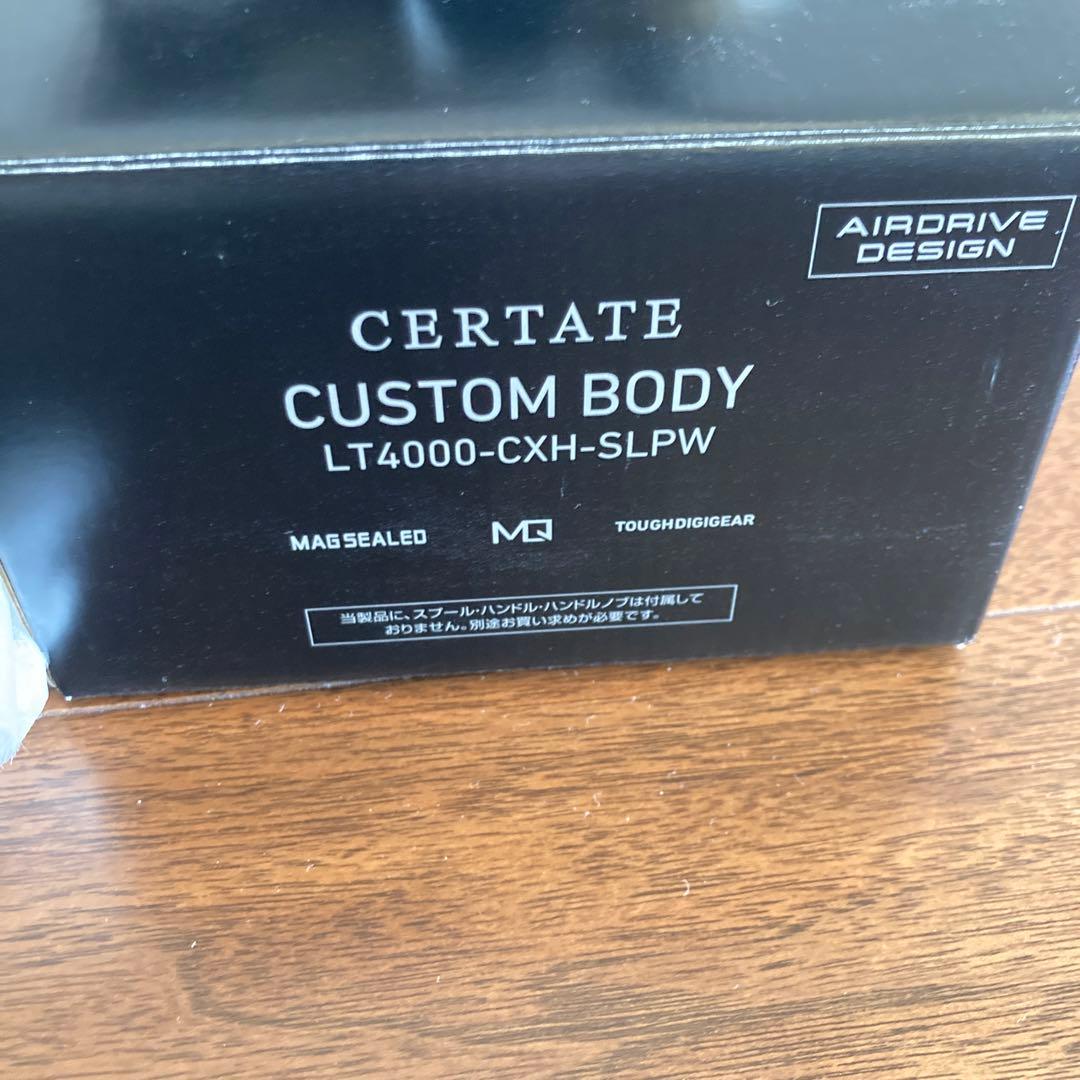 AIRDRIVE
DESIGN
CERTATE
CUSTOM BODY
LT4000-CXH-SLPW
MAGSEALED
MQ
TOUGHDIGIGEAR
当製品に、スプール・ハンドル・ハンドルノブは付属して
おりません。別途お買い求めが必要です。